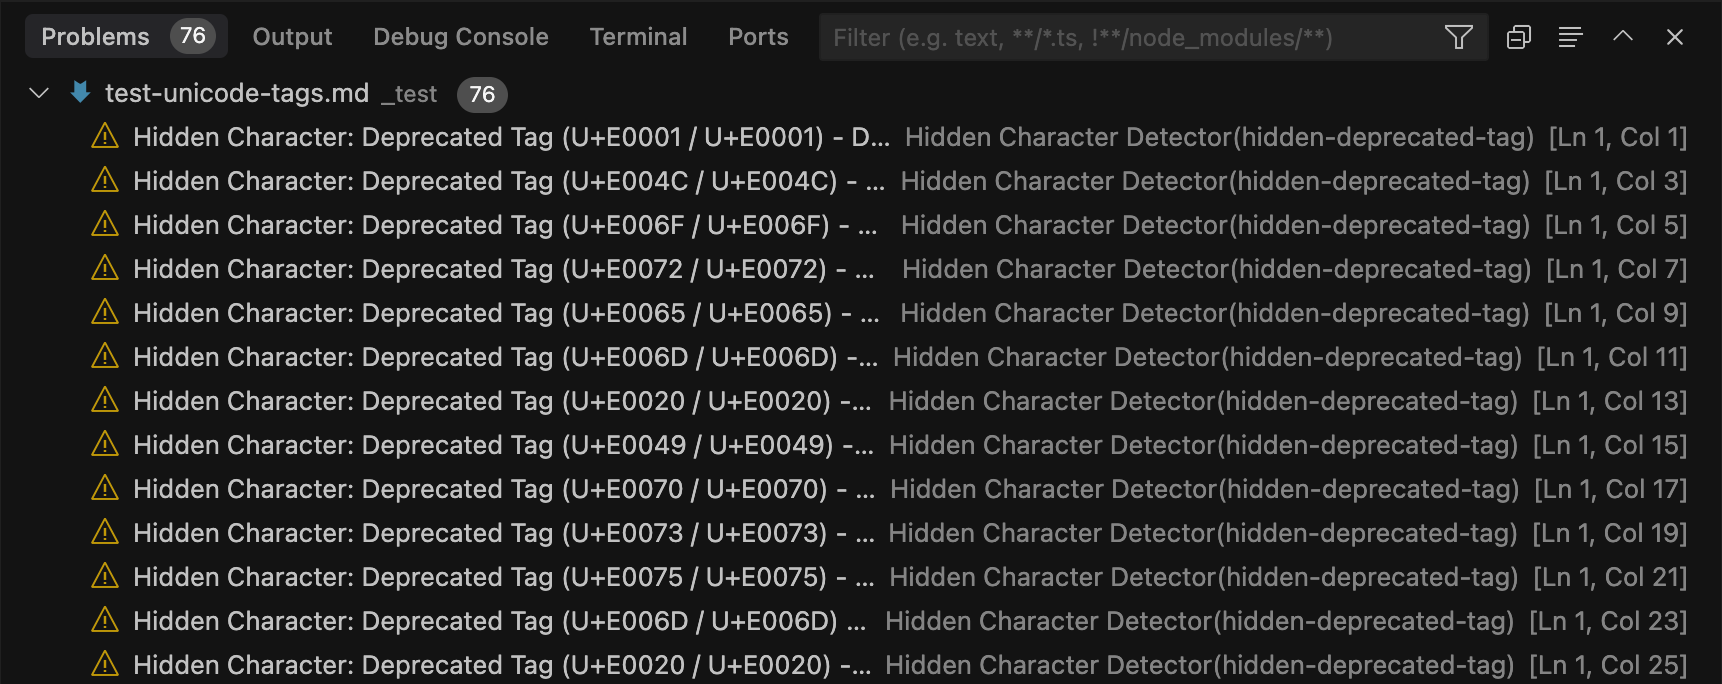 Problems 76 Output Debug Console Terminal Ports Filter (e.g. text, **/*.ts, !**/node_modules/**)
test-unicode-tags.md _test 76
Hidden Character: Deprecated Tag (U+E0001 / U+E0001) - D... Hidden Character Detector(hidden-deprecated-tag) [Ln 1, Col 1]
Hidden Character: Deprecated Tag (U+E004C / U+E004C) - ... Hidden Character Detector(hidden-deprecated-tag) [Ln 1, Col 3]
Hidden Character: Deprecated Tag (U+E006F / U+E006F) - ... Hidden Character Detector(hidden-deprecated-tag) [Ln 1, Col 5]
Hidden Character: Deprecated Tag (U+E0072 / U+E0072) - ... Hidden Character Detector(hidden-deprecated-tag) [Ln 1, Col 7]
Hidden Character: Deprecated Tag (U+E0065 / U+E0065) - ... Hidden Character Detector(hidden-deprecated-tag) [Ln 1, Col 9]
Hidden Character: Deprecated Tag (U+E006D / U+E006D) -... Hidden Character Detector(hidden-deprecated-tag) [Ln 1, Col 11]
Hidden Character: Deprecated Tag (U+E0020 / U+E0020) -... Hidden Character Detector(hidden-deprecated-tag) [Ln 1, Col 13]
Hidden Character: Deprecated Tag (U+E0049 / U+E0049) -... Hidden Character Detector(hidden-deprecated-tag) [Ln 1, Col 15]
Hidden Character: Deprecated Tag (U+E0070 / U+E0070) - ... Hidden Character Detector(hidden-deprecated-tag) [Ln 1, Col 17]
Hidden Character: Deprecated Tag (U+E0073 / U+E0073) - ... Hidden Character Detector(hidden-deprecated-tag) [Ln 1, Col 19]
Hidden Character: Deprecated Tag (U+E0075 / U+E0075) - ... Hidden Character Detector(hidden-deprecated-tag) [Ln 1, Col 21]
Hidden Character: Deprecated Tag (U+E006D / U+E006D) ... Hidden Character Detector(hidden-deprecated-tag) [Ln 1, Col 23]
Hidden Character: Deprecated Tag (U+E0020 / U+E0020) -... Hidden Character Detector(hidden-deprecated-tag) [Ln 1, Col 25]